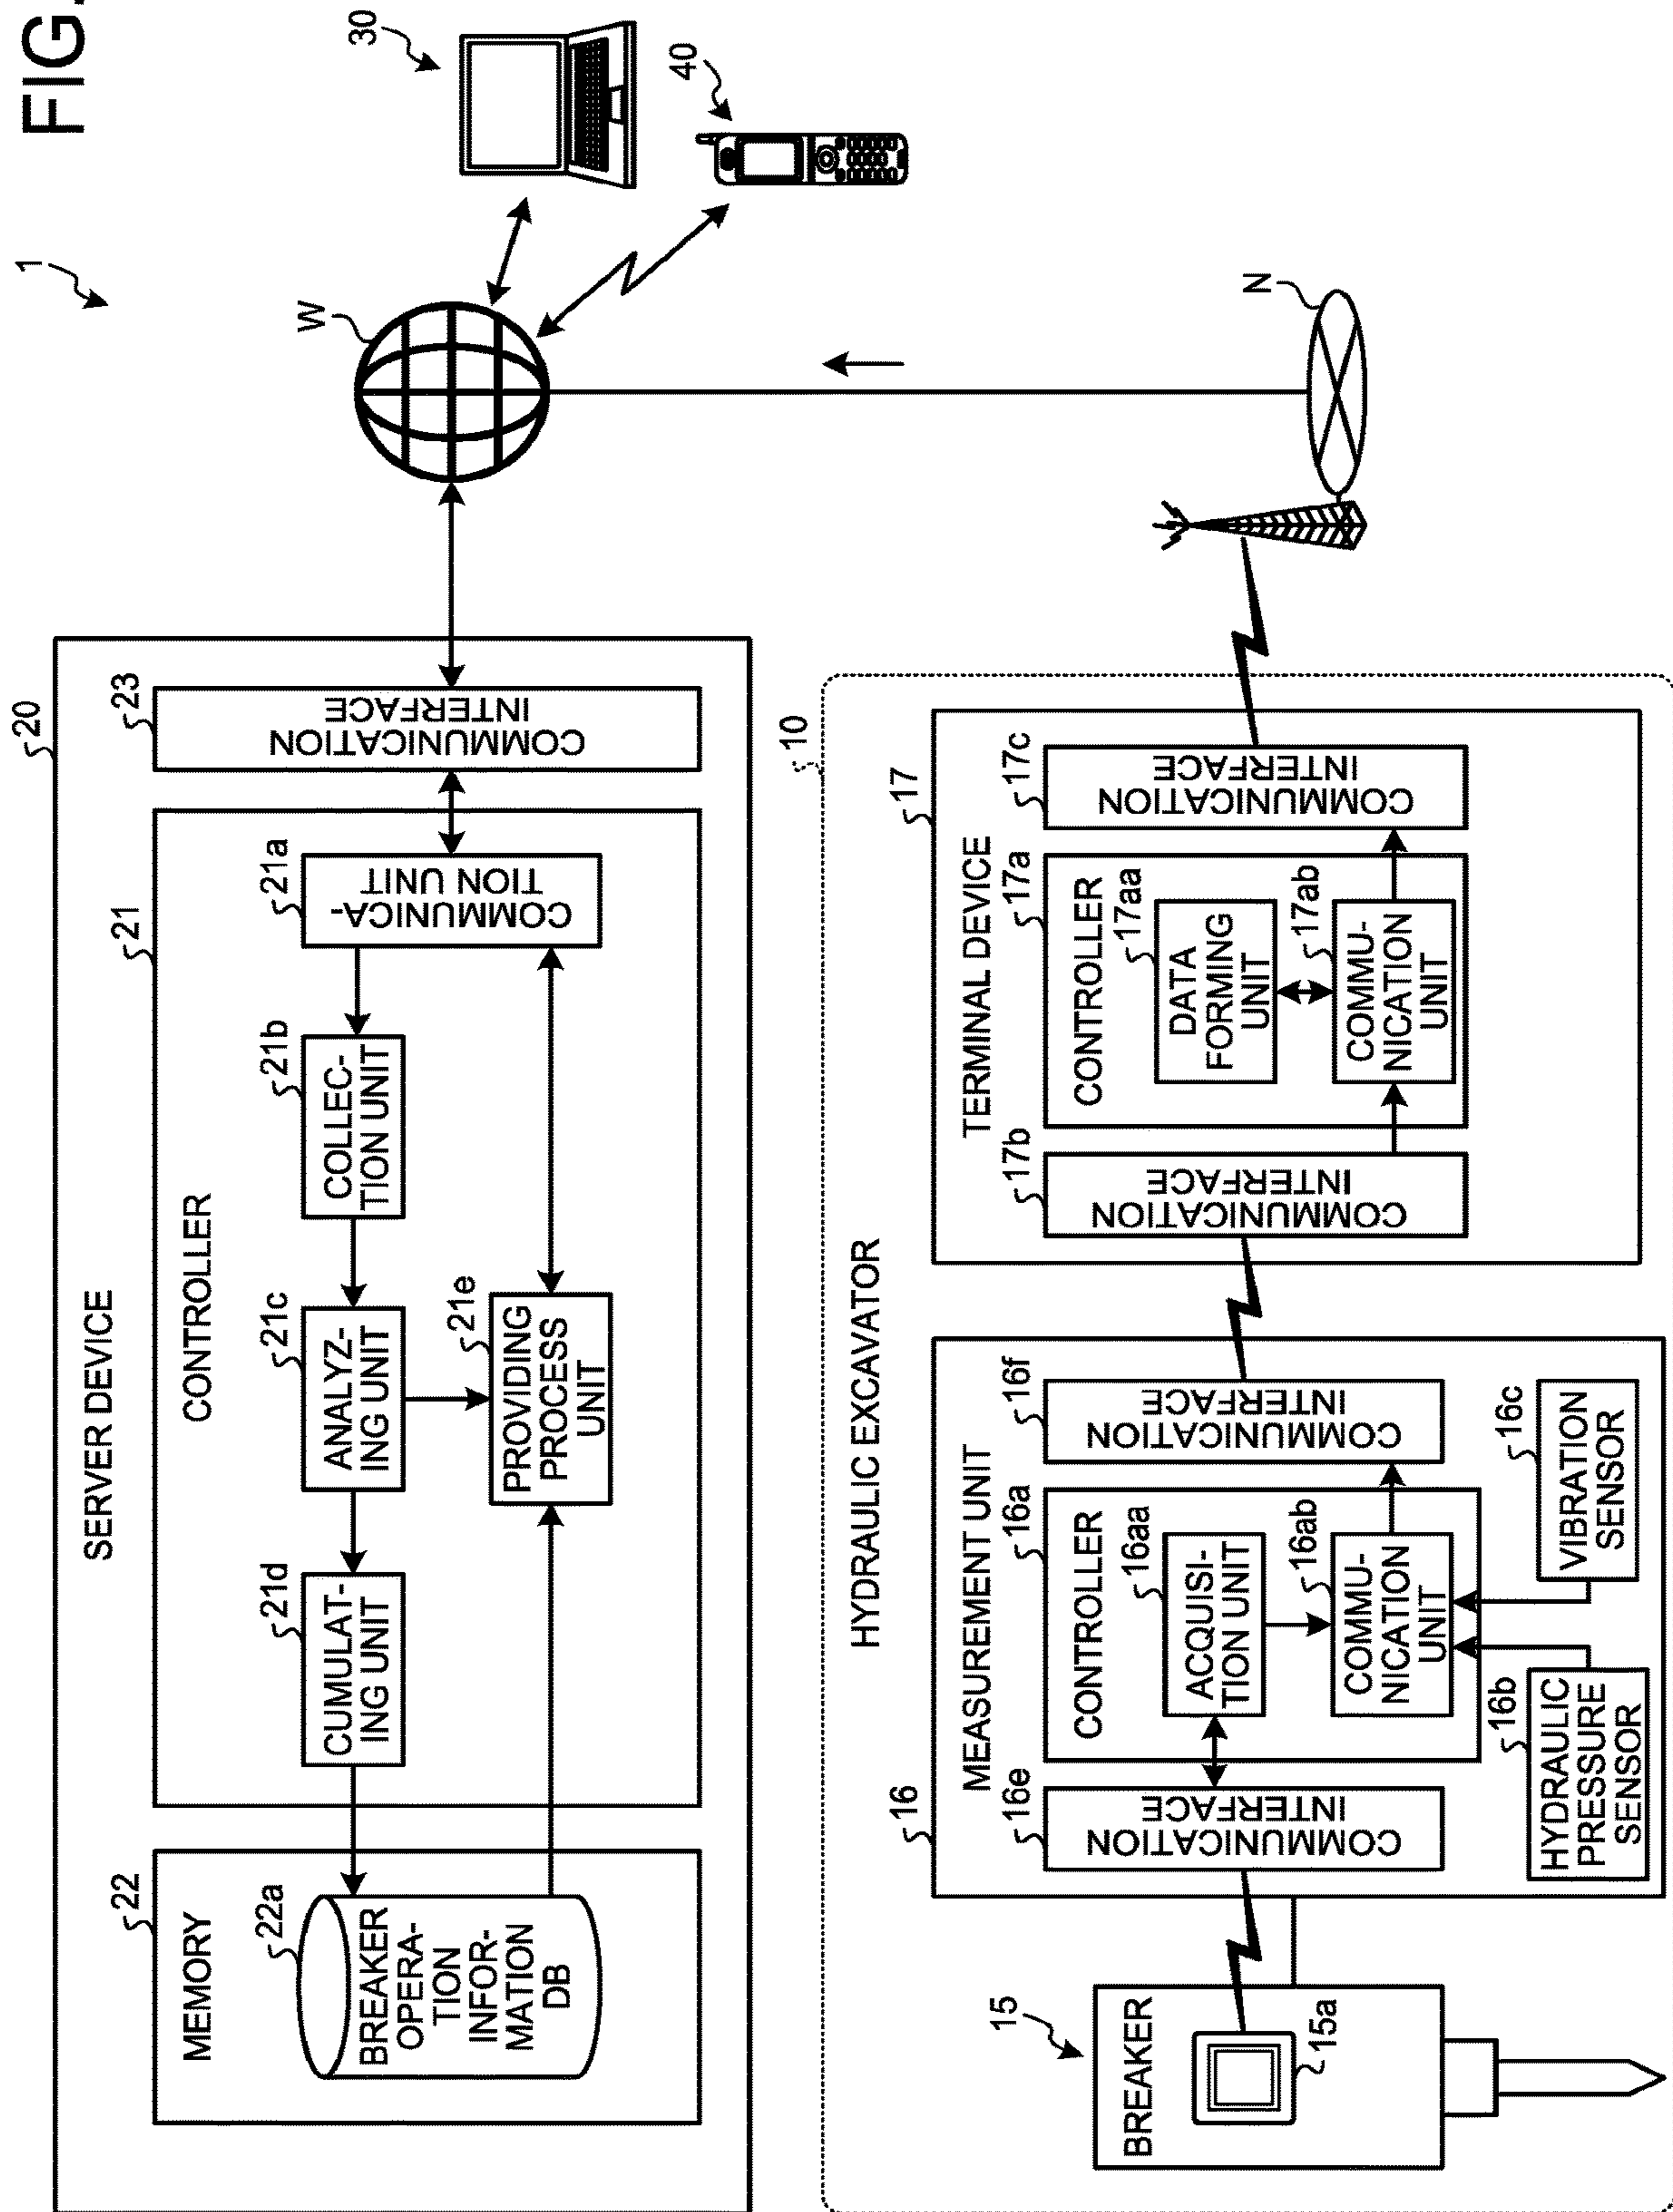 FIG.
1
20
SERVER DEVICE
22
MEMORY
22a
BREAKER
OPERA-
TION
INFOR-
MATION
DB
21
CONTROLLER
21d
CUMULAT-
ING UNIT
21c
ANALYZ-
ING UNIT
21b
COLLEC-
TION UNIT
21a
COMMUNICA-
TION UNIT
21e
PROVIDING
PROCESS
UNIT
23
COMMUNICATION
INTERFACE
W
30
40
N
10
HYDRAULIC EXCAVATOR
15
BREAKER
15a
16
MEASUREMENT UNIT
16e
COMMUNICATION
INTERFACE
16a
CONTROLLER
16aa
ACQUISI-
TION UNIT
16ab
COMMU-
NICATION
UNIT
16f
COMMUNICATION
INTERFACE
16b
HYDRAULIC
PRESSURE
SENSOR
16c
VIBRATION
SENSOR
17
TERMINAL DEVICE
17b
COMMUNICATION
INTERFACE
17a
CONTROLLER
17aa
DATA
FORMING
UNIT
17ab
COMMU-
NICATION
UNIT
17c
COMMUNICATION
INTERFACE